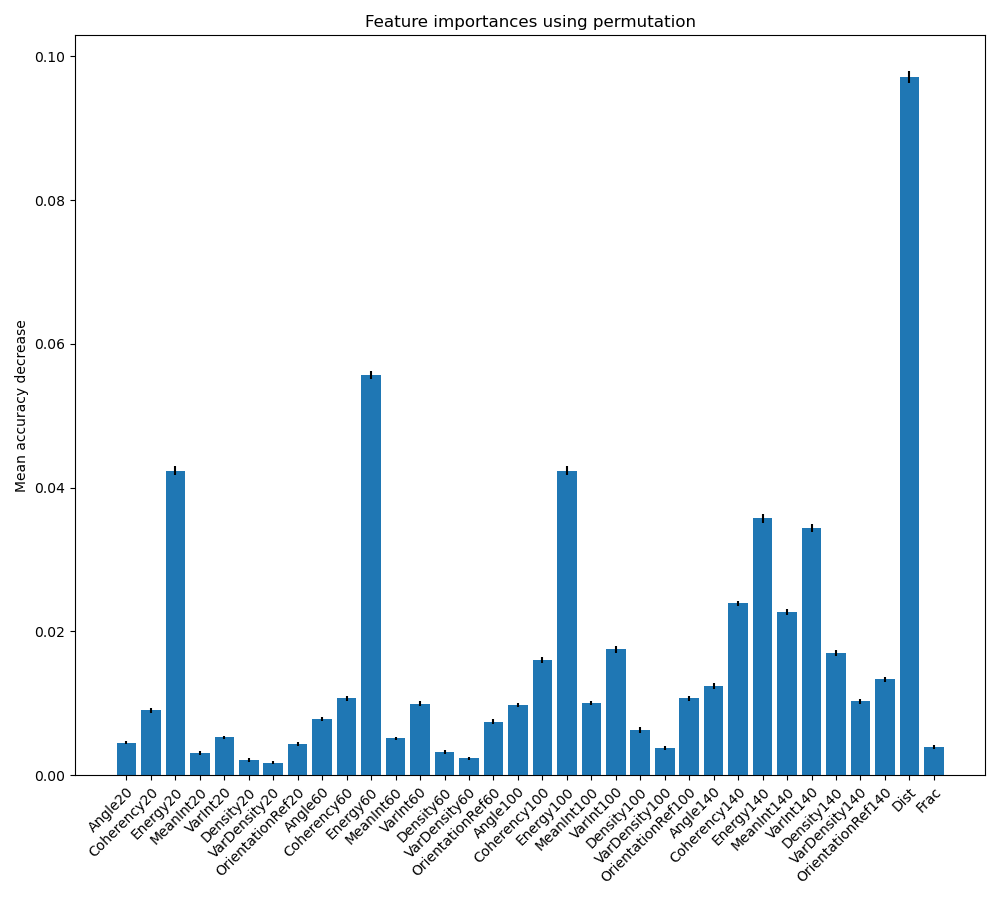 Feature importances using permutation
Mean accuracy decrease
0.10
0.08
0.06
0.04
0.02
0.00
Angle20
Coherency20
Energy20
MeanInt20
VarInt20
Density20
VarDensity20
OrientationRef20
Angle60
Coherency60
Energy60
MeanInt60
VarInt60
Density60
VarDensity60
OrientationRef60
Angle100
Coherency100
Energy100
MeanInt100
VarInt100
Density100
VarDensity100
OrientationRef100
Angle140
Coherency140
Energy140
MeanInt140
VarInt140
Density140
VarDensity140
OrientationRef140
Dist
Frac